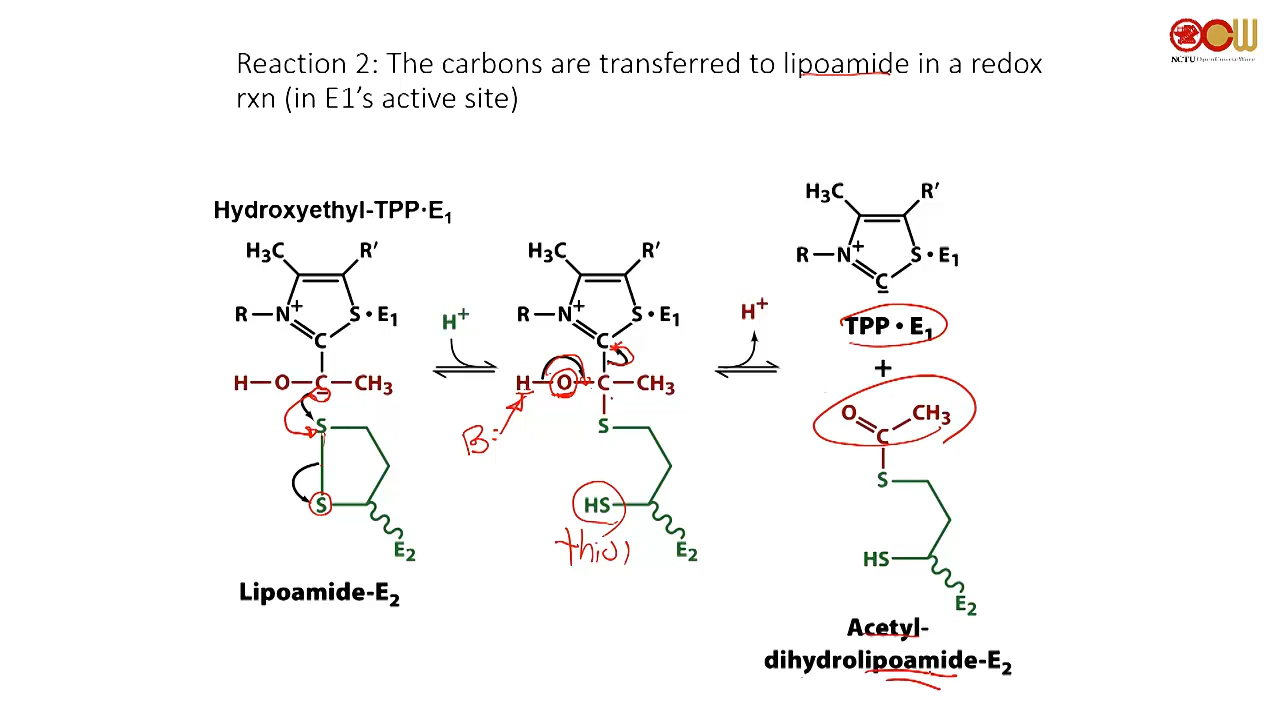 Reaction 2: The carbons are transferred to lipoamide in a redox
rxn (in E1’s active site)
NCTU OpenCourseWare
Hydroxyethyl-TPP·E1
H3C R′
R—N+ S·E1
C
H—O—C—CH3
S
S
E2
Lipoamide-E2
H+
H3C R′
R—N+ S·E1
C
H—O—C—CH3
S
B:
HS
thiol
E2
H+
H3C R′
R—N+ S·E1
C
TPP·E1
+
O CH3
C
S
HS
E2
Acetyl-
dihydrolipoamide-E2